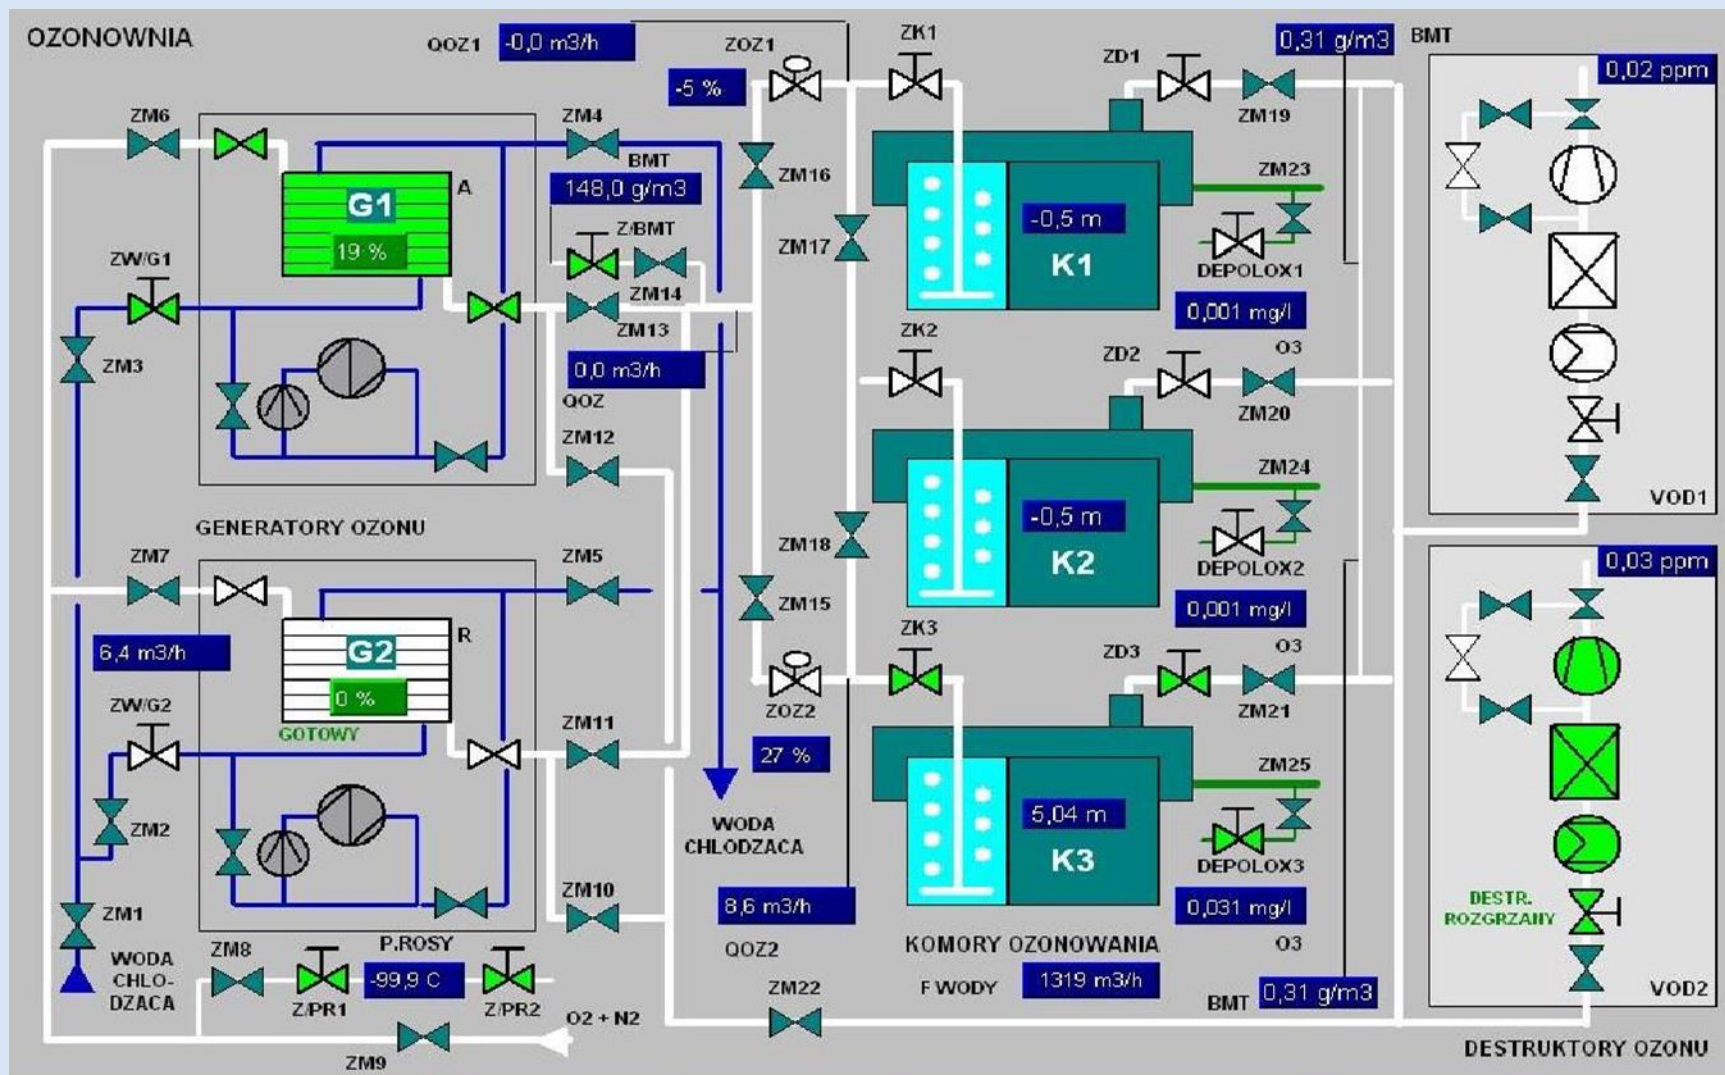 OZONOWNIA
QOZ1
-0,0 m3/h
ZOZ1
-5 %
ZK1
ZD1
0,31 g/m3
BMT
0,02 ppm
ZM6
ZM4
BMT
148,0 g/m3
ZM16
ZM17
ZM19
ZM23
A
G1
19 %
Z/BMT
-0,5 m
K1
DEPOLOX1
0,001 mg/l
O3
ZW/G1
ZM14
ZM13
0,0 m3/h
QOZ
ZM3
ZK2
ZD2
ZM20
ZM12
ZM24
VOD1
GENERATORY OZONU
-0,5 m
K2
ZM18
DEPOLOX2
0,001 mg/l
O3
0,03 ppm
ZM7
ZM5
ZM15
6,4 m3/h
R
G2
0 %
GOTOWY
ZK3
ZD3
ZM21
ZW/G2
ZM11
ZOZ2
27 %
ZM25
ZM2
WODA
CHLODZACA
5,04 m
K3
DEPOLOX3
0,031 mg/l
O3
ZM10
8,6 m3/h
QOZ2
DESTR.
ROZGRZANY
ZM1
WODA
CHLO-
DZACA
ZM8
P.ROSY
-99,9 C
Z/PR1
Z/PR2
KOMORY OZONOWANIA
F WODY
1319 m3/h
BMT
0,31 g/m3
VOD2
ZM22
O2 + N2
ZM9
DESTRUKTORY OZONU